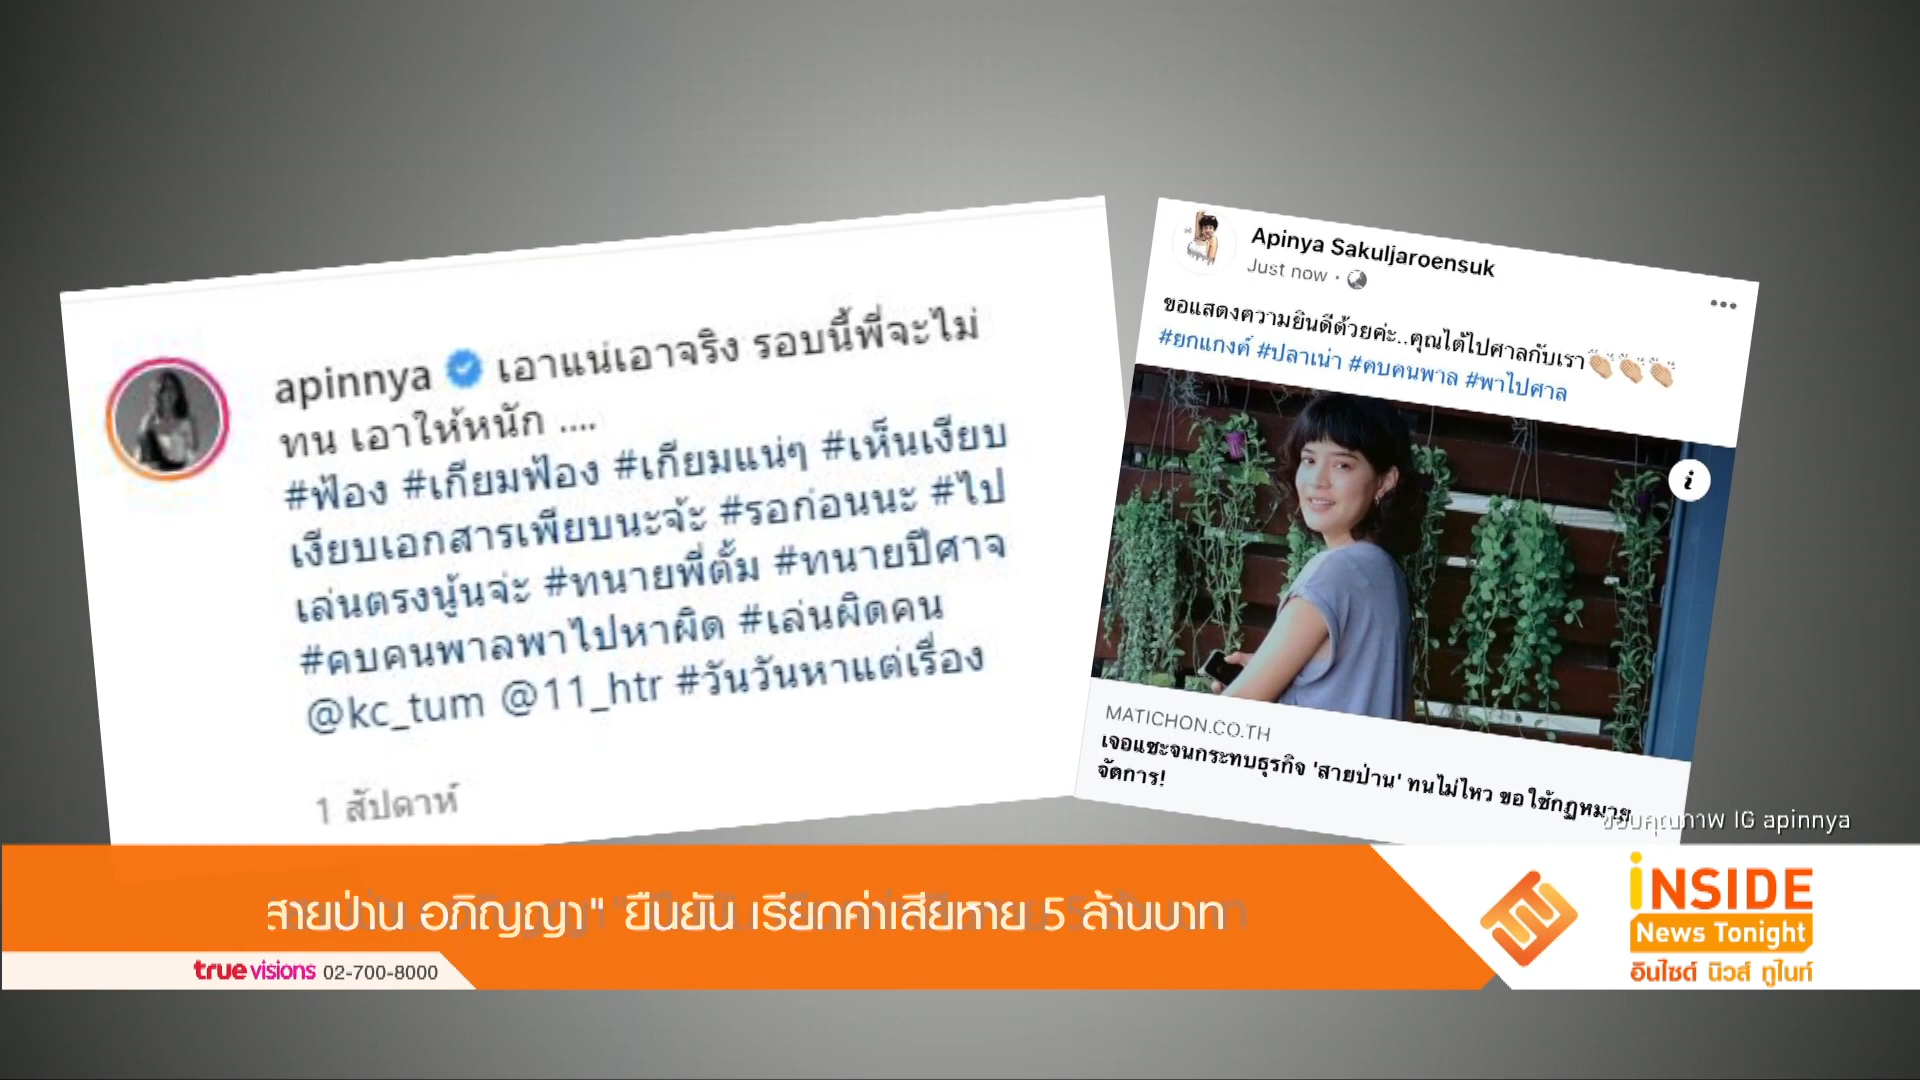 apinnya เอาแน่เอาจริง รอบนี้พี่จะไม่
ทน เอาให้หนัก ....
#ฟ้อง #เกียมฟ้อง #เกียมแน่ๆ #เห็นเงียบ
เงียบเอกสารเพียบนะจ้ะ #รอก่อนนะ #ไป
เล่นตรงนู้นจ่ะ #ทนายพี่ตั้ม #ทนายปีศาจ
#คบคนพาลพาไปหาผิด #เล่นผิดคน
@kc_tum @11_htr #วันวันหาแต่เรื่อง
1 สัปดาห์
Apinya Sakuljaroensuk
Just now ·
ขอแสดงความยินดีด้วยค่ะ..คุณได้ไปศาลกับเรา👏🏼👏🏼👏🏼
#ยกแกงค์ #ปลาเน่า #คบคนพาล #พาไปศาล
MATICHON.CO.TH
เจอแซะจนกระทบธุรกิจ 'สายป่าน' ทนไม่ไหว ขอใช้กฎหมาย
จัดการ!
ขอบคุณภาพ IG apinnya
สายป่าน อภิญญา" ยืนยัน เรียกค่าเสียหาย 5 ล้านบาท
true visions 02-700-8000
iNSIDE
News Tonight
อินไซด์ นิวส์ ทูไนท์